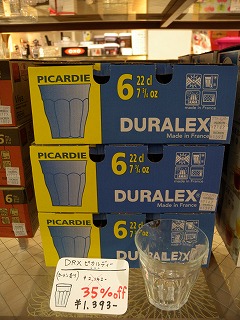 PICARDIE
6 22 cl
7 ¾ oz
DURALEX
Made in France
PICARDIE
6 22 cl
7 ¾ oz
DURALEX
Made in France
PICARDIE
6 22 cl
7 ¾ oz
DURALEX
Made in France
DRX ピカルディー
35%off
¥1,393-